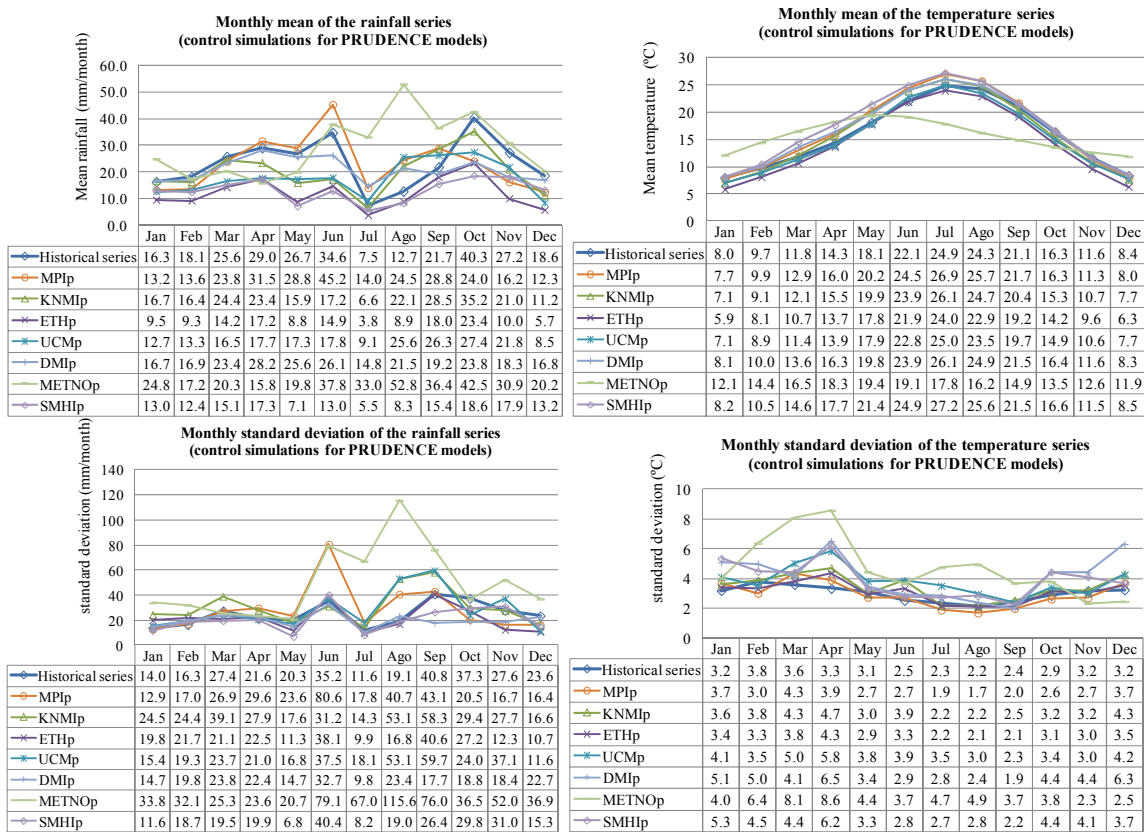 Monthly mean of the rainfall series
(control simulations for PRUDENCE models)
Mean rainfall (mm/month)
60.0
50.0
40.0
30.0
20.0
10.0
0.0
Jan Feb Mar Apr May Jun Jul Ago Sep Oct Nov Dec
Historical series 16.3 18.1 25.6 29.0 26.7 34.6 7.5 12.7 21.7 40.3 27.2 18.6
MPIp 13.2 13.6 23.8 31.5 28.8 45.2 14.0 24.5 28.8 24.0 16.2 12.3
KNMIp 16.7 16.4 24.4 23.4 15.9 17.2 6.6 22.1 28.5 35.2 21.0 11.2
ETHp 9.5 9.3 14.2 17.2 8.8 14.9 3.8 8.9 18.0 23.4 10.0 5.7
UCMp 12.7 13.3 16.5 17.7 17.3 17.8 9.1 25.6 26.3 27.4 21.8 8.5
DMIp 16.7 16.9 23.4 28.2 25.6 26.1 14.8 21.5 19.2 23.8 18.3 16.8
METNOp 24.8 17.2 20.3 15.8 19.8 37.8 33.0 52.8 36.4 42.5 30.9 20.2
SMHIp 13.0 12.4 15.1 17.3 7.1 13.0 5.5 8.3 15.4 18.6 17.9 13.2
Monthly mean of the temperature series
(control simulations for PRUDENCE models)
Mean temperature (ºC)
30
25
20
15
10
5
0
Jan Feb Mar Apr May Jun Jul Ago Sep Oct Nov Dec
Historical series 8.0 9.7 11.8 14.3 18.1 22.1 24.9 24.3 21.1 16.3 11.6 8.4
MPIp 7.7 9.9 12.9 16.0 20.2 24.5 26.9 25.7 21.7 16.3 11.3 8.0
KNMIp 7.1 9.1 12.1 15.5 19.9 23.9 26.1 24.7 20.4 15.3 10.7 7.7
ETHp 5.9 8.1 10.7 13.7 17.8 21.9 24.0 22.9 19.2 14.2 9.6 6.3
UCMp 7.1 8.9 11.4 13.9 17.9 22.8 25.0 23.5 19.7 14.9 10.6 7.7
DMIp 8.1 10.0 13.6 16.3 19.8 23.9 26.1 24.9 21.5 16.4 11.6 8.3
METNOp 12.1 14.4 16.5 18.3 19.4 19.1 17.8 16.2 14.9 13.5 12.6 11.9
SMHIp 8.2 10.5 14.6 17.7 21.4 24.9 27.2 25.6 21.5 16.6 11.5 8.5
Monthly standard deviation of the rainfall series
(control simulations for PRUDENCE models)
standard deviation (mm/month)
140
120
100
80
60
40
20
0
Jan Feb Mar Apr May Jun Jul Ago Sep Oct Nov Dec
Historical series 14.0 16.3 27.4 21.6 20.3 35.2 11.6 19.1 40.8 37.3 27.6 23.6
MPIp 12.9 17.0 26.9 29.6 23.6 80.6 17.8 40.7 43.1 20.5 16.7 16.4
KNMIp 24.5 24.4 39.1 27.9 17.6 31.2 14.3 53.1 58.3 29.4 27.7 16.6
ETHp 19.8 21.7 21.1 22.5 11.3 38.1 9.9 16.8 40.6 27.2 12.3 10.7
UCMp 15.4 19.3 23.7 21.0 16.8 37.5 18.1 53.1 59.7 24.0 37.1 11.6
DMIp 14.7 19.8 23.8 22.4 14.7 32.7 9.8 23.4 17.7 18.8 18.4 22.7
METNOp 33.8 32.1 25.3 23.6 20.7 79.1 67.0 115.6 76.0 36.5 52.0 36.9
SMHIp 11.6 18.7 19.5 19.9 6.8 40.4 8.2 19.0 26.4 29.8 31.0 15.3
Monthly standard deviation of the temperature series
(control simulations for PRUDENCE models)
standard deviation (ºC)
10
8
6
4
2
0
Jan Feb Mar Apr May Jun Jul Ago Sep Oct Nov Dec
Historical series 3.2 3.8 3.6 3.3 3.1 2.5 2.3 2.2 2.4 2.9 3.2 3.2
MPIp 3.7 3.0 4.3 3.9 2.7 2.7 1.9 1.7 2.0 2.6 2.7 3.7
KNMIp 3.6 3.8 4.3 4.7 3.0 3.9 2.2 2.2 2.5 3.2 3.2 4.3
ETHp 3.4 3.3 3.8 4.3 2.9 3.3 2.2 2.1 2.1 3.1 3.0 3.5
UCMp 4.1 3.5 5.0 5.8 3.8 3.9 3.5 3.0 2.3 3.4 3.0 4.2
DMIp 5.1 5.0 4.1 6.5 3.4 2.9 2.8 2.4 1.9 4.4 4.4 6.3
METNOp 4.0 6.4 8.1 8.6 4.4 3.7 4.7 4.9 3.7 3.8 2.3 2.5
SMHIp 5.3 4.5 4.4 6.2 3.3 2.8 2.7 2.8 2.2 4.4 4.1 3.7